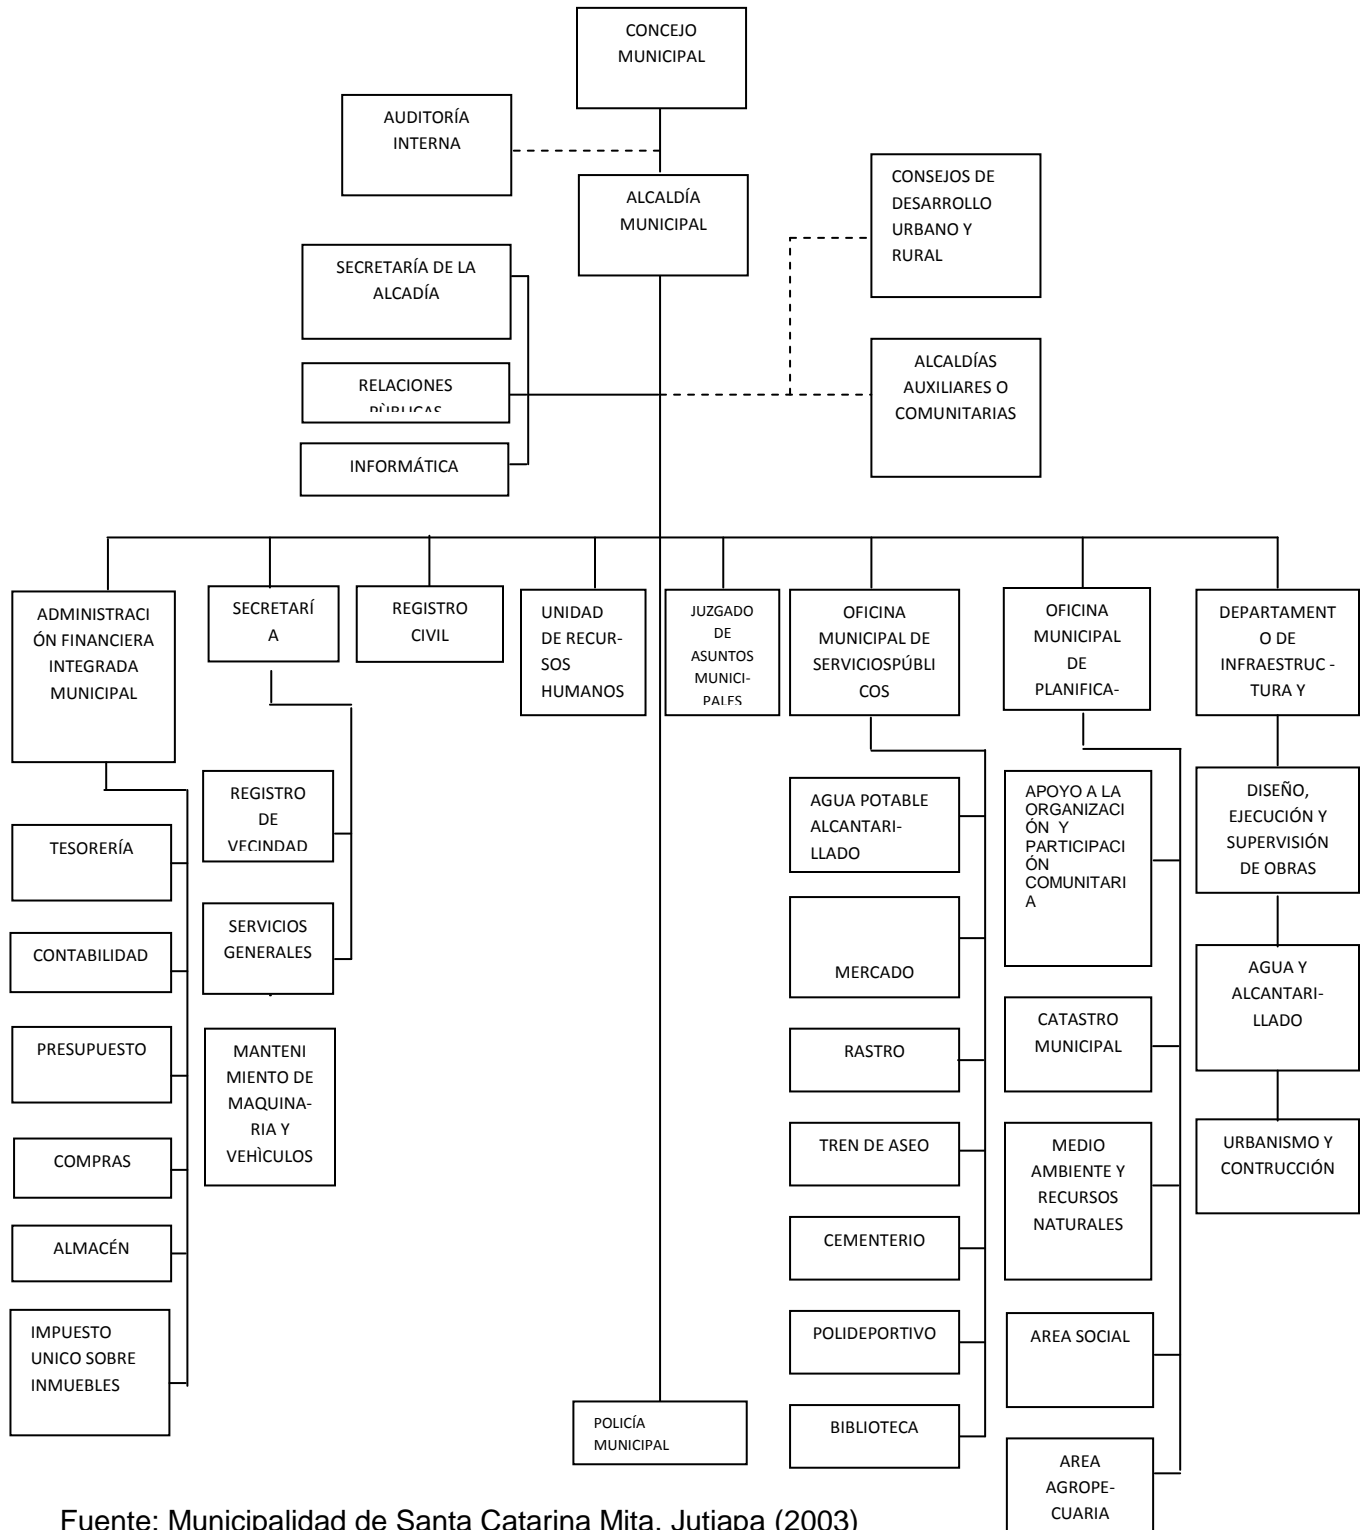 CONCEJO
MUNICIPAL
AUDITORÍA
INTERNA
ALCALDÍA
MUNICIPAL
CONSEJOS DE
DESARROLLO
URBANO Y
RURAL
SECRETARÍA DE LA
ALCADÍA
RELACIONES
PÙBLICAS
INFORMÁTICA
ALCALDÍAS
AUXILIARES O
COMUNITARIAS
ADMINISTRACI
ÓN FINANCIERA
INTEGRADA
MUNICIPAL
SECRETARÍ
A
REGISTRO
CIVIL
UNIDAD
DE RECUR-
SOS
HUMANOS
JUZGADO
DE
ASUNTOS
MUNICI-
PALES
OFICINA
MUNICIPAL DE
SERVICIOSPÚBLI
COS
OFICINA
MUNICIPAL
DE
PLANIFICA-
DEPARTAMENT
O DE
INFRAESTRUC -
TURA Y
TESORERÍA
CONTABILIDAD
PRESUPUESTO
COMPRAS
ALMACÉN
IMPUESTO
UNICO SOBRE
INMUEBLES
REGISTRO
DE
VECINDAD
SERVICIOS
GENERALES
MANTENI
MIENTO DE
MAQUINA-
RIA Y
VEHÌCULOS
POLICÍA
MUNICIPAL
AGUA POTABLE
ALCANTARI-
LLADO
MERCADO
RASTRO
TREN DE ASEO
CEMENTERIO
POLIDEPORTIVO
BIBLIOTECA
APOYO A LA
ORGANIZACI
ÓN Y
PARTICIPACI
ÓN
COMUNITARI
A
CATASTRO
MUNICIPAL
MEDIO
AMBIENTE Y
RECURSOS
NATURALES
AREA SOCIAL
AREA
AGROPE-
CUARIA
DISEÑO,
EJECUCIÓN Y
SUPERVISIÓN
DE OBRAS
AGUA Y
ALCANTARI-
LLADO
URBANISMO Y
CONTRUCCIÓN
Fuente: Municipalidad de Santa Catarina Mita, Jutiapa (2003)